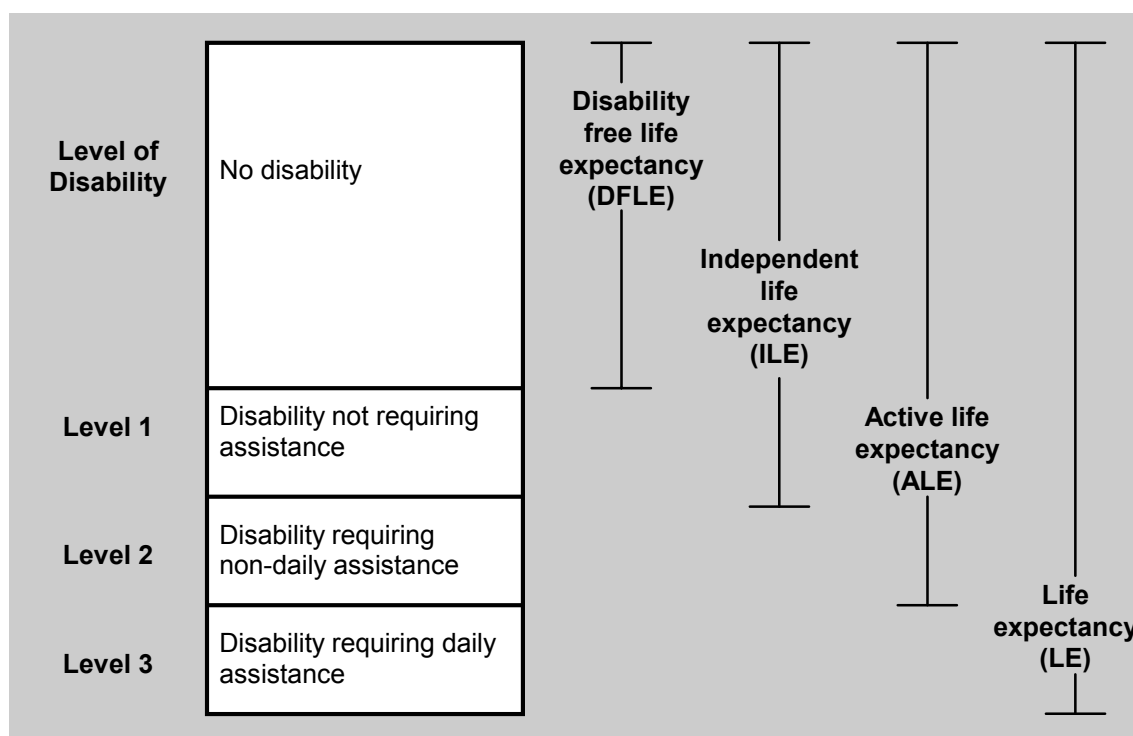 Level of
Disability
No disability
Disability
free life
expectancy
(DFLE)
Independent
life
expectancy
(ILE)
Level 1
Disability not requiring
assistance
Active life
expectancy
(ALE)
Level 2
Disability requiring
non-daily assistance
Level 3
Disability requiring daily
assistance
Life
expectancy
(LE)